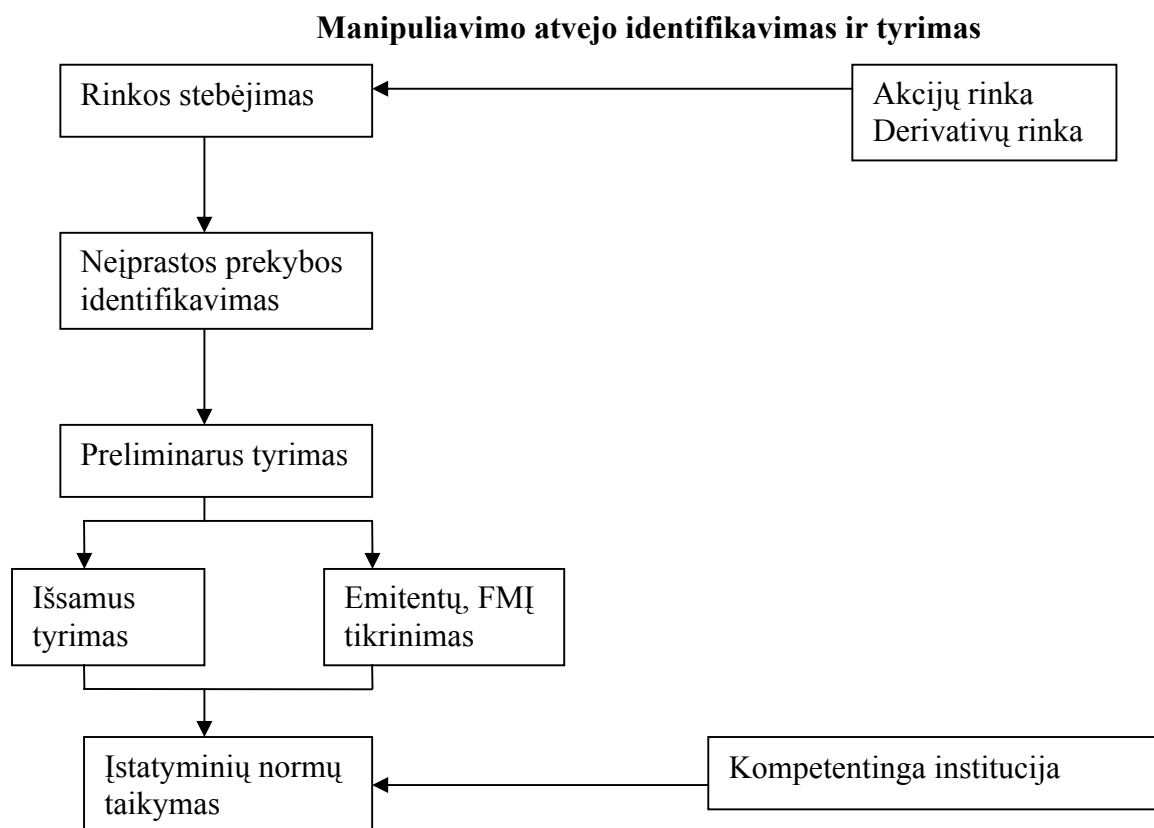 Manipuliavimo atvejo identifikavimas ir tyrimas
Rinkos stebėjimas
Akcijų rinka
Derivatyvų rinka
Neįprastos prekybos
identifikavimas
Preliminarus tyrimas
Išsamus
tyrimas
Emitentų, FMĮ
tikrinimas
Įstatyminių normų
taikymas
Kompetentinga institucija